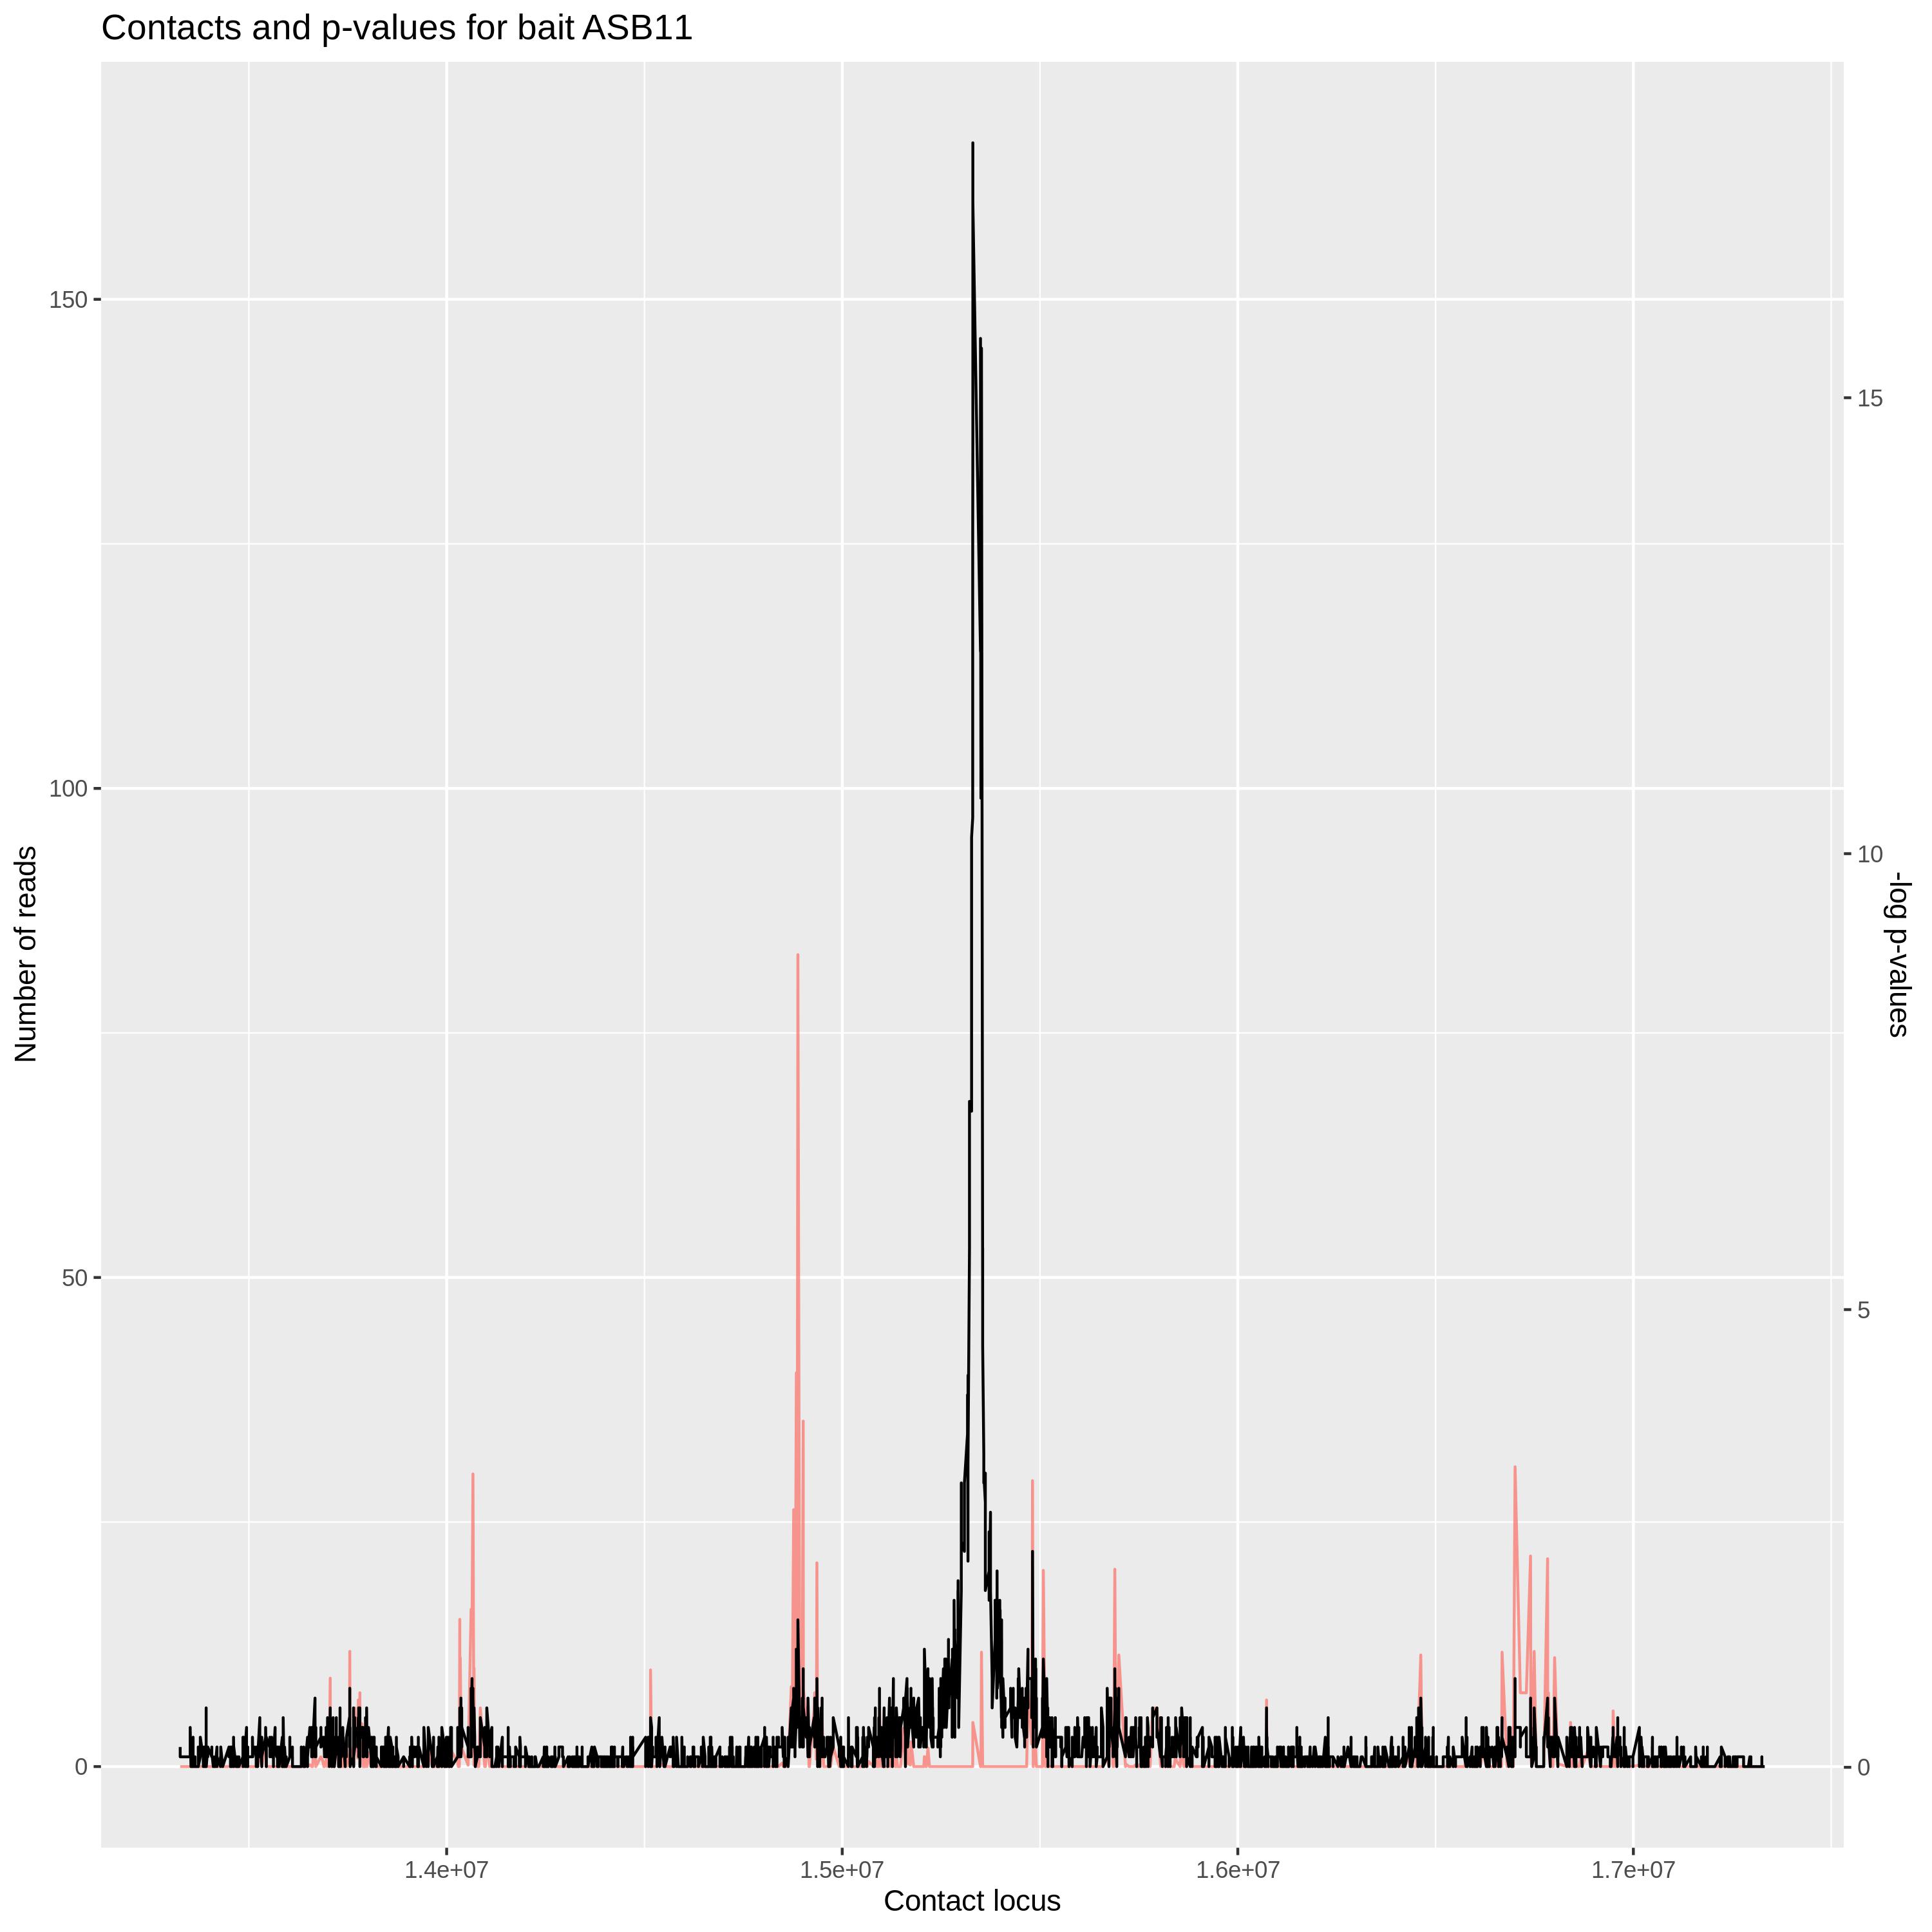 Contacts and p-values for bait ASB11
150
100
50
0
Number of reads
15
10
5
0
-log p-values
1.4e+07
1.5e+07
1.6e+07
1.7e+07
Contact locus